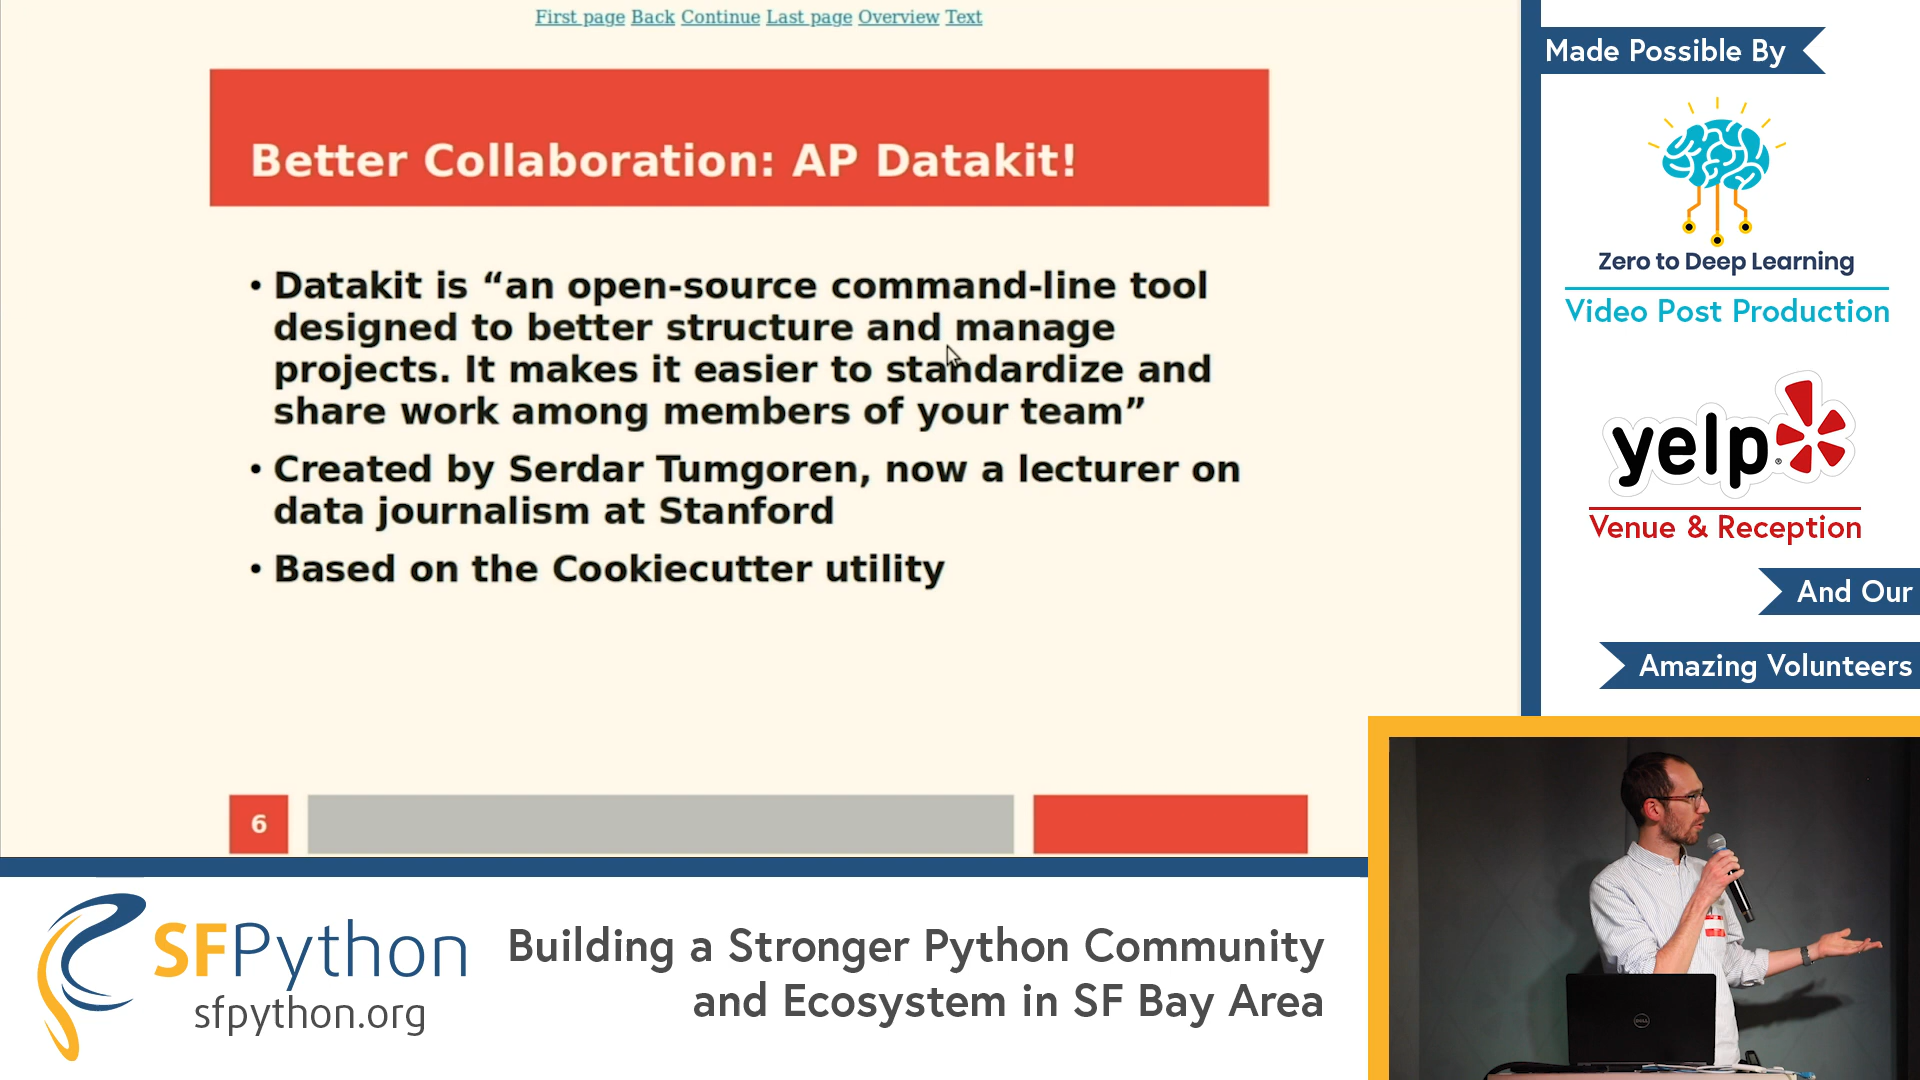 First page Back Continue Last page Overview Text
Better Collaboration: AP Datakit!
• Datakit is “an open-source command-line tool
designed to better structure and manage
projects. It makes it easier to standardize and
share work among members of your team”
• Created by Serdar Tumgoren, now a lecturer on
data journalism at Stanford
• Based on the Cookiecutter utility
6
Made Possible By
Zero to Deep Learning
Video Post Production
yelp
Venue & Reception
And Our
Amazing Volunteers
SFPython
sfpython.org
Building a Stronger Python Community
and Ecosystem in SF Bay Area
DELL